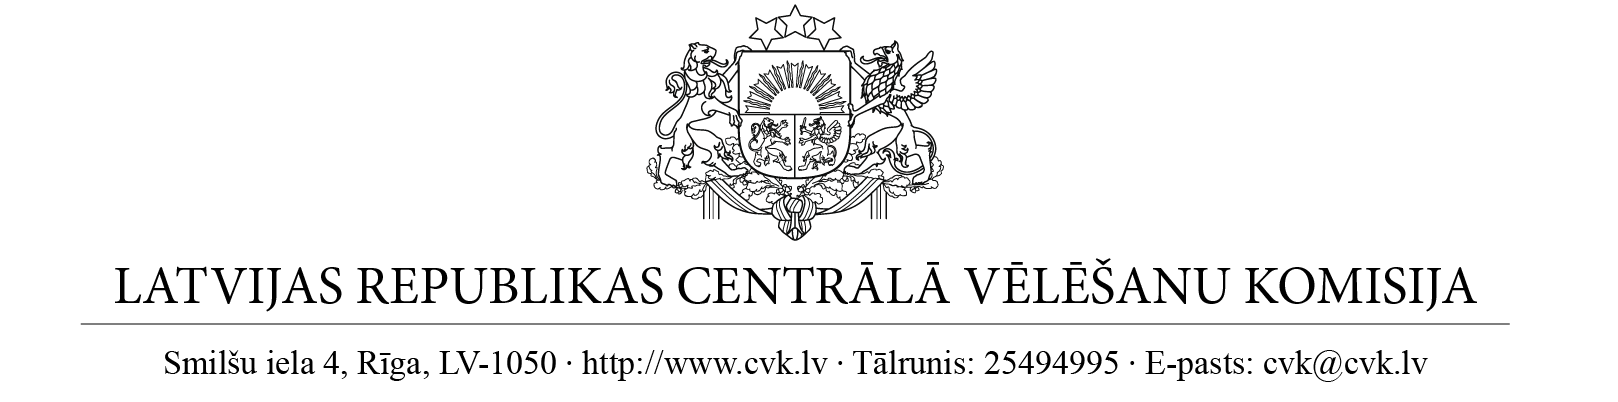 LATVIJAS REPUBLIKAS CENTRĀLĀ VĒLĒŠANU KOMISIJA
Smilšu iela 4, Rīga, LV-1050 · http://www.cvk.lv · Tālrunis: 25494995 · E-pasts: cvk@cvk.lv